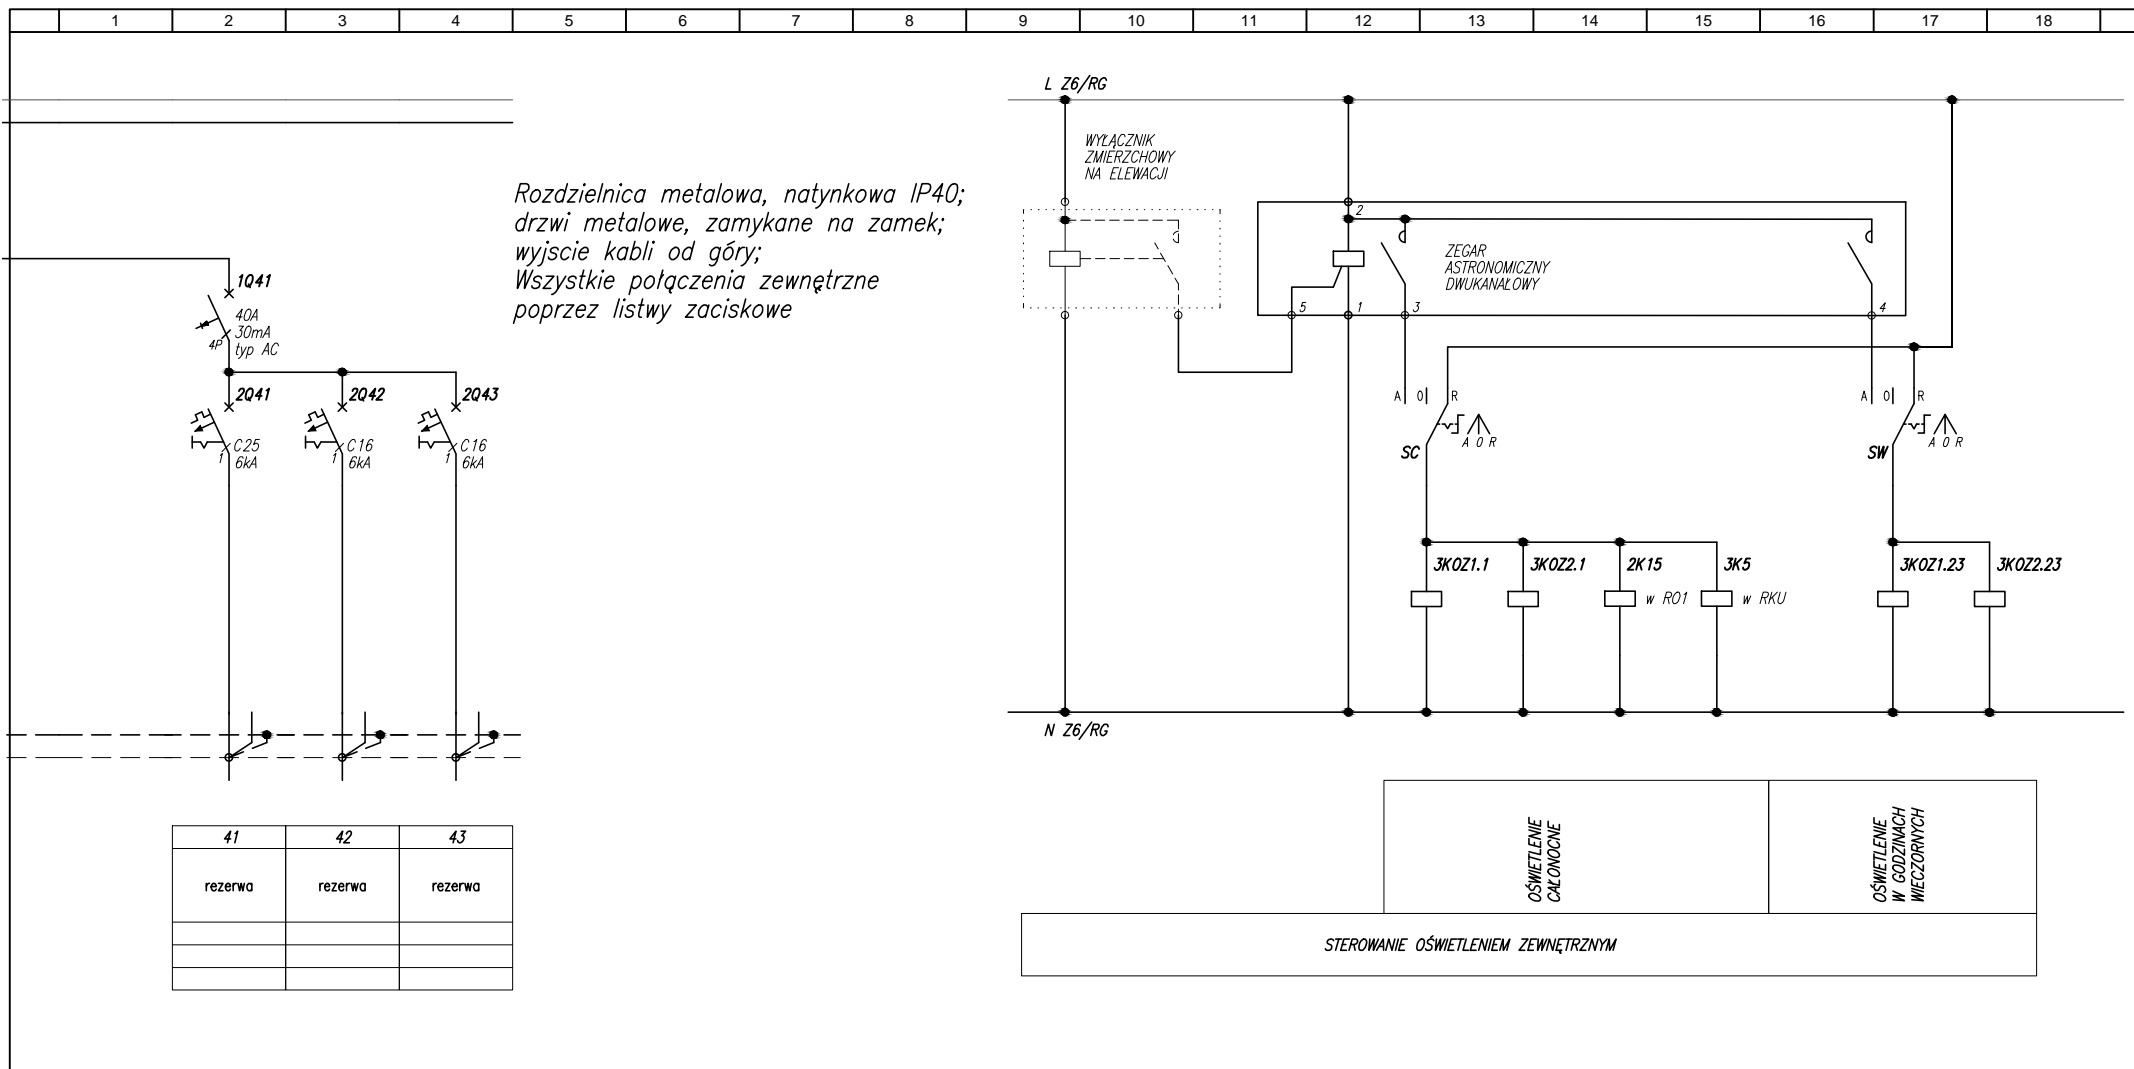 1 2 3 4 5 6 7 8 9 10 11 12 13 14 15 16 17 18
L Z6/RG
WYŁĄCZNIK
ZMIERZCHOWY
NA ELEWACJI
Rozdzielnica metalowa, natynkowa IP40;
drzwi metalowe, zamykane na zamek;
wyjscie kabli od góry;
Wszystkie połączenia zewnętrzne
poprzez listwy zaciskowe
2
ZEGAR
ASTRONOMICZNY
DWUKANAŁOWY
5 1 3 4
1Q41
40A
30mA
4P typ AC
2Q41 2Q42 2Q43
C25 C16 C16
1 6kA 1 6kA 1 6kA
A 0 R A 0 R
A 0 R A 0 R
SC SW
3KOZ1.1 3KOZ2.1 2K15 3K5 3KOZ1.23 3KOZ2.23
w RO1 w RKU
N Z6/RG
41 42 43
rezerwa rezerwa rezerwa
OŚWIETLENIE
CAŁONOCNE
OŚWIETLENIE
W GODZINACH
WIECZORNYCH
STEROWANIE OŚWIETLENIEM ZEWNĘTRZNYM